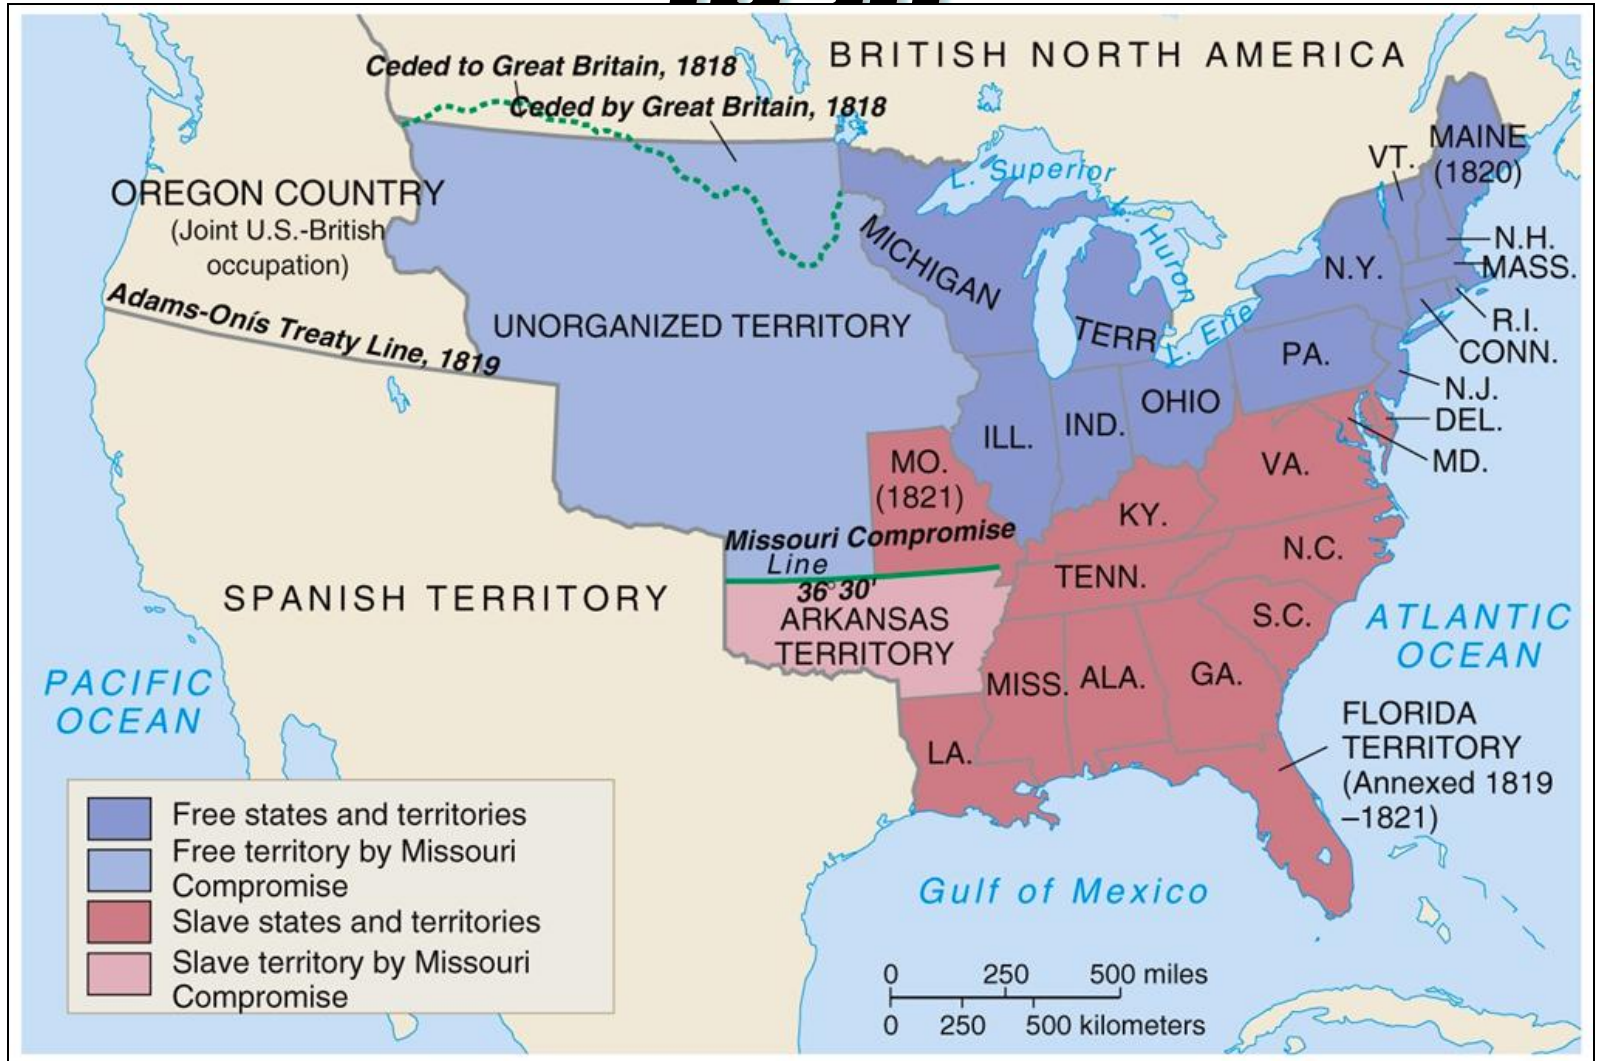 BRITISH NORTH AMERICA
Ceded to Great Britain, 1818
Ceded by Great Britain, 1818
OREGON COUNTRY
(Joint U.S.-British
occupation)
Adams-Onís Treaty Line, 1819
UNORGANIZED TERRITORY
L. Superior
L. Huron
L. Erie
MICHIGAN
TERR
MAINE
(1820)
VT.
N.H.
MASS.
N.Y.
R.I.
CONN.
PA.
N.J.
DEL.
MD.
OHIO
IND.
ILL.
MO.
(1821)
VA.
KY.
Missouri Compromise
Line
36°30'
N.C.
TENN.
SPANISH TERRITORY
ARKANSAS
TERRITORY
S.C.
ATLANTIC
OCEAN
PACIFIC
OCEAN
MISS.
ALA.
GA.
LA.
FLORIDA
TERRITORY
(Annexed 1819
–1821)
Gulf of Mexico
Free states and territories
Free territory by Missouri
Compromise
Slave states and territories
Slave territory by Missouri
Compromise
0 250 500 miles
0 250 500 kilometers